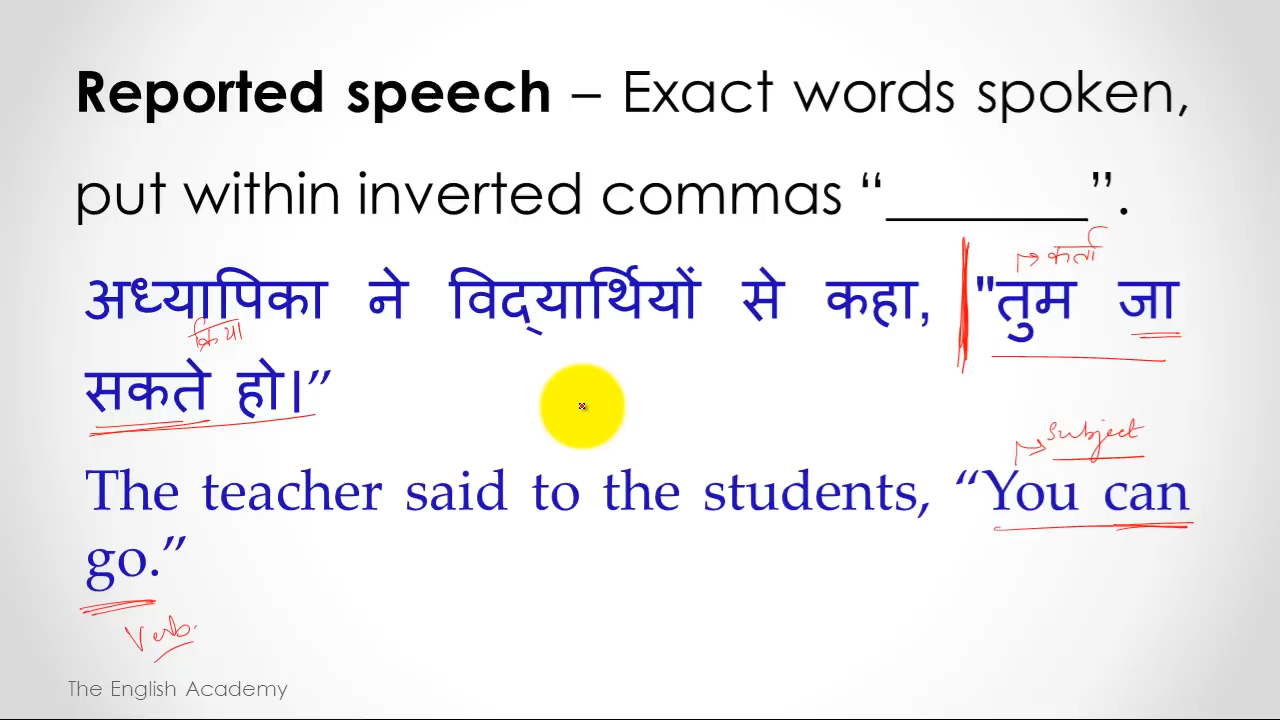 Reported speech – Exact words spoken,
put within inverted commas “_______”.
कर्ता
अध्यापिका ने विद्यार्थियों से कहा, "तुम जा
क्रिया
सकते हो।”
Subject
The teacher said to the students, “You can
go.”
Verb.
The English Academy